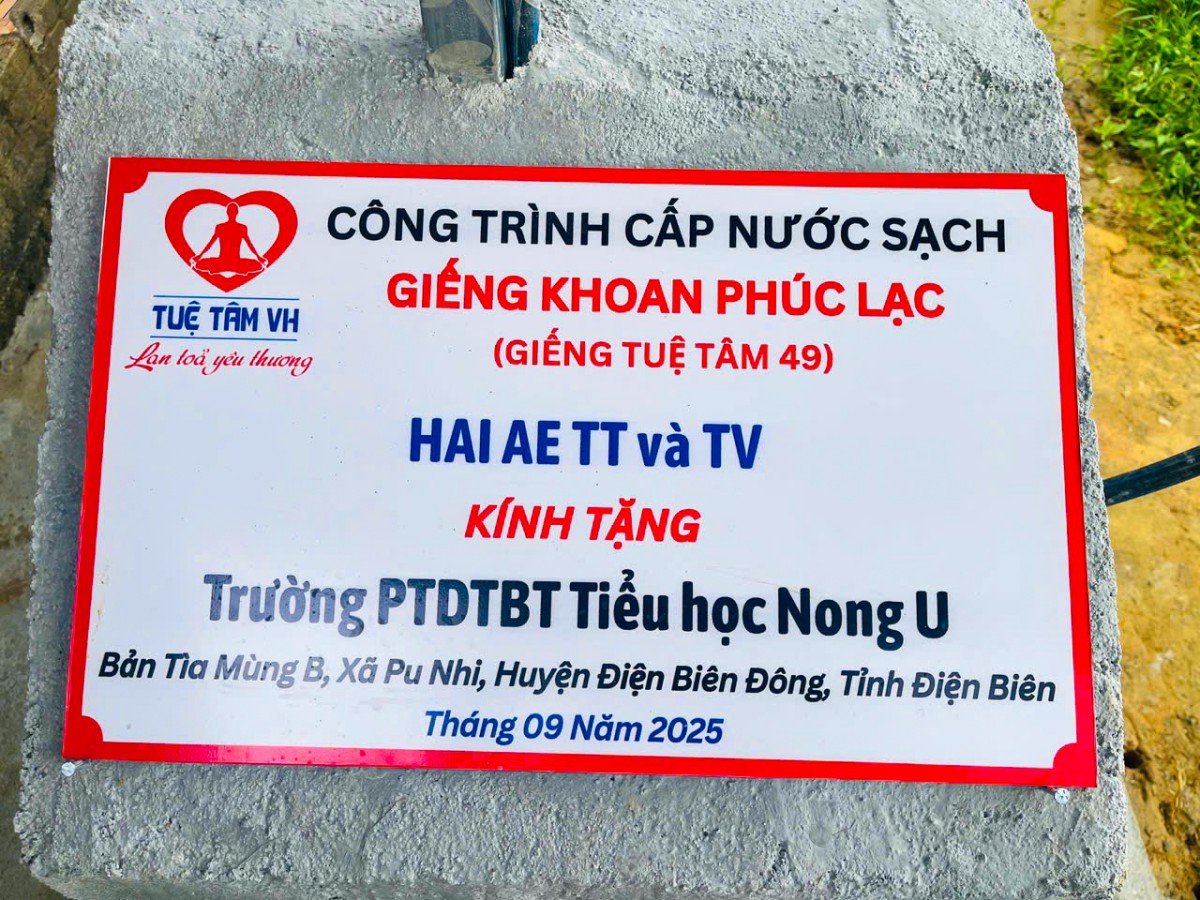 CÔNG TRÌNH CẤP NƯỚC SẠCH
GIẾNG KHOAN PHÚC LẠC
(GIẾNG TUỆ TÂM 49)
TUỆ TÂM VH
Lan toả yêu thương
HAI AE TT và TV
KÍNH TẶNG
Trường PTDTBT Tiểu học Nong U
Bản Tìa Mùng B, Xã Pu Nhi, Huyện Điện Biên Đông, Tỉnh Điện Biên
Tháng 09 Năm 2025